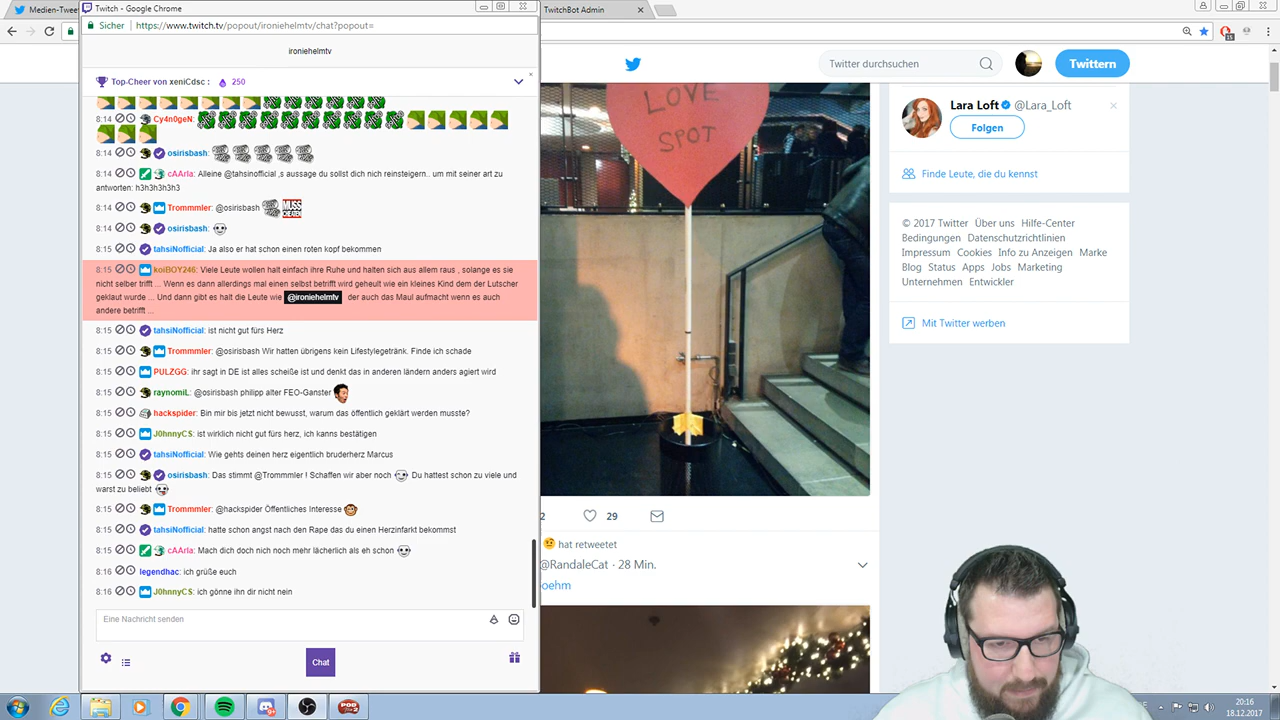 Medien-Tweet
Twitch - Google Chrome
TwitchBot Admin
Sicher
https://www.twitch.tv/popout/ironiehelmtv/chat?popout=
ironiehelmtv
Top-Cheer von xeniCdsc : 250
8:14 Cy4n0geN:
8:14 osirisbash:
8:14 cAArla: Alleine @tahsinofficial ,s aussage du sollst dich nich reinsteigern.. um mit seiner art zu
antworten: h3h3h3h3h3
8:14 Trommmler: @osirisbash MUSS
8:14 osirisbash:
8:15 tahsiNofficial: Ja also er hat schon einen roten kopf bekommen
8:15 koiBOY246: Viele Leute wollen halt einfach ihre Ruhe und halten sich aus allem raus , solange es sie
nicht selber trifft ... Wenn es dann allerdings mal einen selbst betrifft wird geheult wie ein kleines Kind dem der Lutscher
geklaut wurde ... Und dann gibt es halt die Leute wie @ironiehelmtv der auch das Maul aufmacht wenn es auch
andere betrifft ...
8:15 tahsiNofficial: ist nicht gut fürs Herz
8:15 Trommmler: @osirisbash Wir hatten übrigens kein Lifestylegetränk. Finde ich schade
8:15 PULZGG: ihr sagt in DE ist alles scheiße ist und denkt das in anderen ländern anders agiert wird
8:15 raynomiL: @osirisbash philipp alter FEO-Ganster
8:15 hackspider: Bin mir bis jetzt nicht bewusst, warum das öffentlich geklärt werden musste?
8:15 J0hnnyCS: ist wirklich nicht gut fürs herz, ich kanns bestätigen
8:15 tahsiNofficial: Wie gehts deinen herz eigentlich bruderherz Marcus
8:15 osirisbash: Das stimmt @Trommmler ! Schaffen wir aber noch Du hattest schon zu viele und
warst zu beliebt
8:15 Trommmler: @hackspider Öffentliches Interesse
8:15 tahsiNofficial: hatte schon angst nach den Rape das du einen Herzinfarkt bekommst
8:15 cAArla: Mach dich doch nich noch mehr lächerlich als eh schon
8:16 legendhac: ich grüße euch
8:16 J0hnnyCS: ich gönne ihn dir nicht nein
Eine Nachricht senden
Chat
Twitter durchsuchen
Twittern
LOVE
SPOT
2 29
hat retweetet
@RandaleCat · 28 Min.
oehm
Lara Loft @Lara_Loft
Folgen
Finde Leute, die du kennst
© 2017 Twitter Über uns Hilfe-Center
Bedingungen Datenschutzrichtlinien
Impressum Cookies Info zu Anzeigen Marke
Blog Status Apps Jobs Marketing
Unternehmen Entwickler
Mit Twitter werben
20:16
18.12.2017